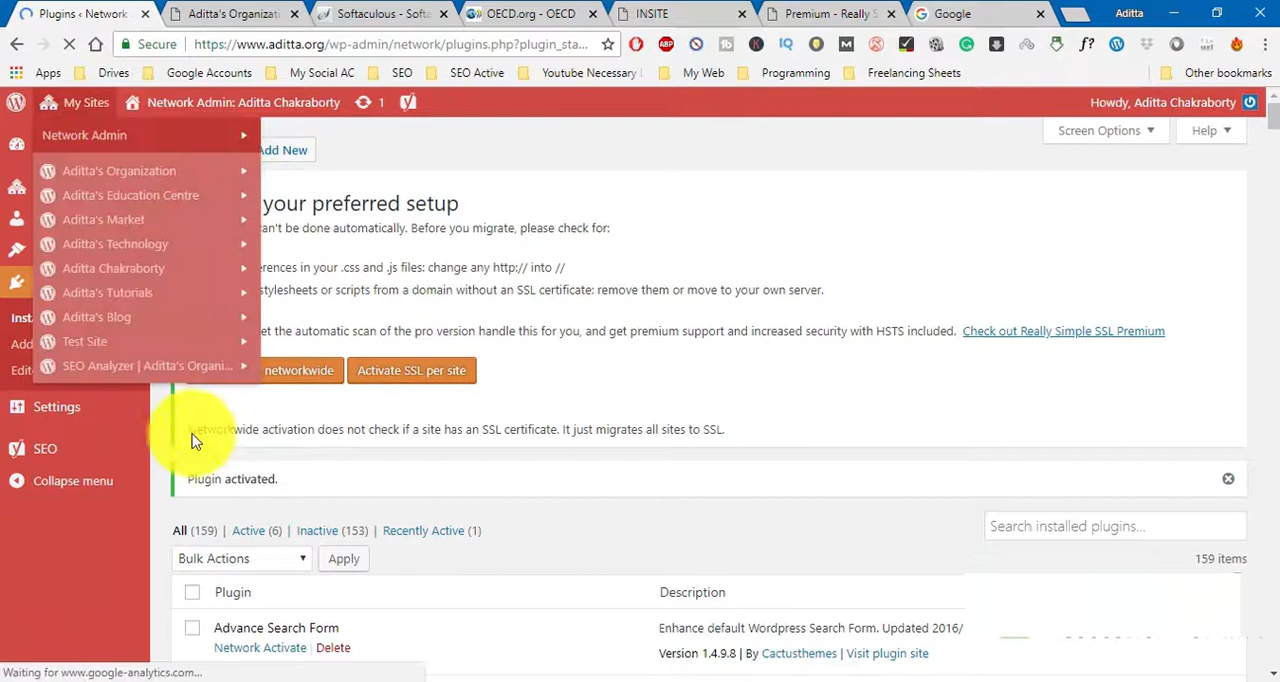 Plugins ‹ Network
Aditta's Organizati
Softaculous - Softa
OECD.org - OECD
INSITE
Premium - Really S
Google
Aditta
Secure
https://www.aditta.org/wp-admin/network/plugins.php?plugin_sta...
Apps
Drives
Google Accounts
My Social AC
SEO
SEO Active
Youtube Necessary
My Web
Programming
Freelancing Sheets
Other bookmarks
My Sites
Network Admin: Aditta Chakraborty
1
Howdy, Aditta Chakraborty
Network Admin
Aditta's Organization
Aditta's Education Centre
Aditta's Market
Aditta's Technology
Aditta Chakraborty
Aditta's Tutorials
Aditta's Blog
Test Site
SEO Analyzer | Aditta's Organi...
Inst
Add
Edit
Settings
SEO
Collapse menu
Add New
Screen Options
Help
your preferred setup
can't be done automatically. Before you migrate, please check for:
erences in your .css and .js files: change any http:// into //
stylesheets or scripts from a domain without an SSL certificate: remove them or move to your own server.
et the automatic scan of the pro version handle this for you, and get premium support and increased security with HSTS included. Check out Really Simple SSL Premium
networkwide
Activate SSL per site
Networkwide activation does not check if a site has an SSL certificate. It just migrates all sites to SSL.
Plugin activated.
All (159) | Active (6) | Inactive (153) | Recently Active (1)
Search installed plugins...
Bulk Actions
Apply
159 items
Plugin
Description
Advance Search Form
Enhance default Wordpress Search Form. Updated 2016/
Network Activate | Delete
Version 1.4.9.8 | By Cactusthemes | Visit plugin site
Waiting for www.google-analytics.com...